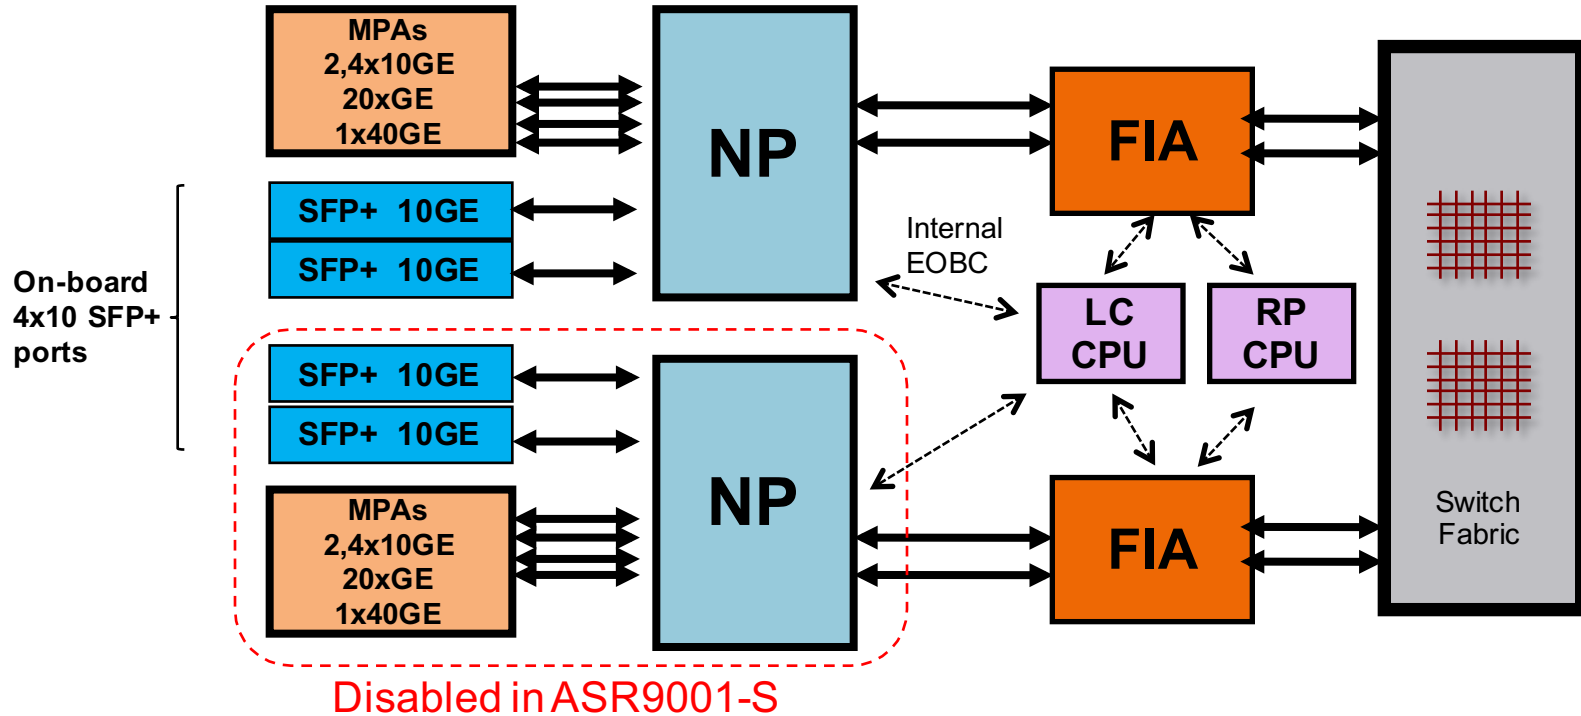 MPAs
2,4x10GE
20xGE
1x40GE
NP
FIA
SFP+ 10GE
SFP+ 10GE
Internal
EOBC
On-board
4x10 SFP+
ports
LC
CPU
RP
CPU
SFP+ 10GE
SFP+ 10GE
NP
MPAs
2,4x10GE
20xGE
1x40GE
FIA
Switch
Fabric
Disabled in ASR9001-S